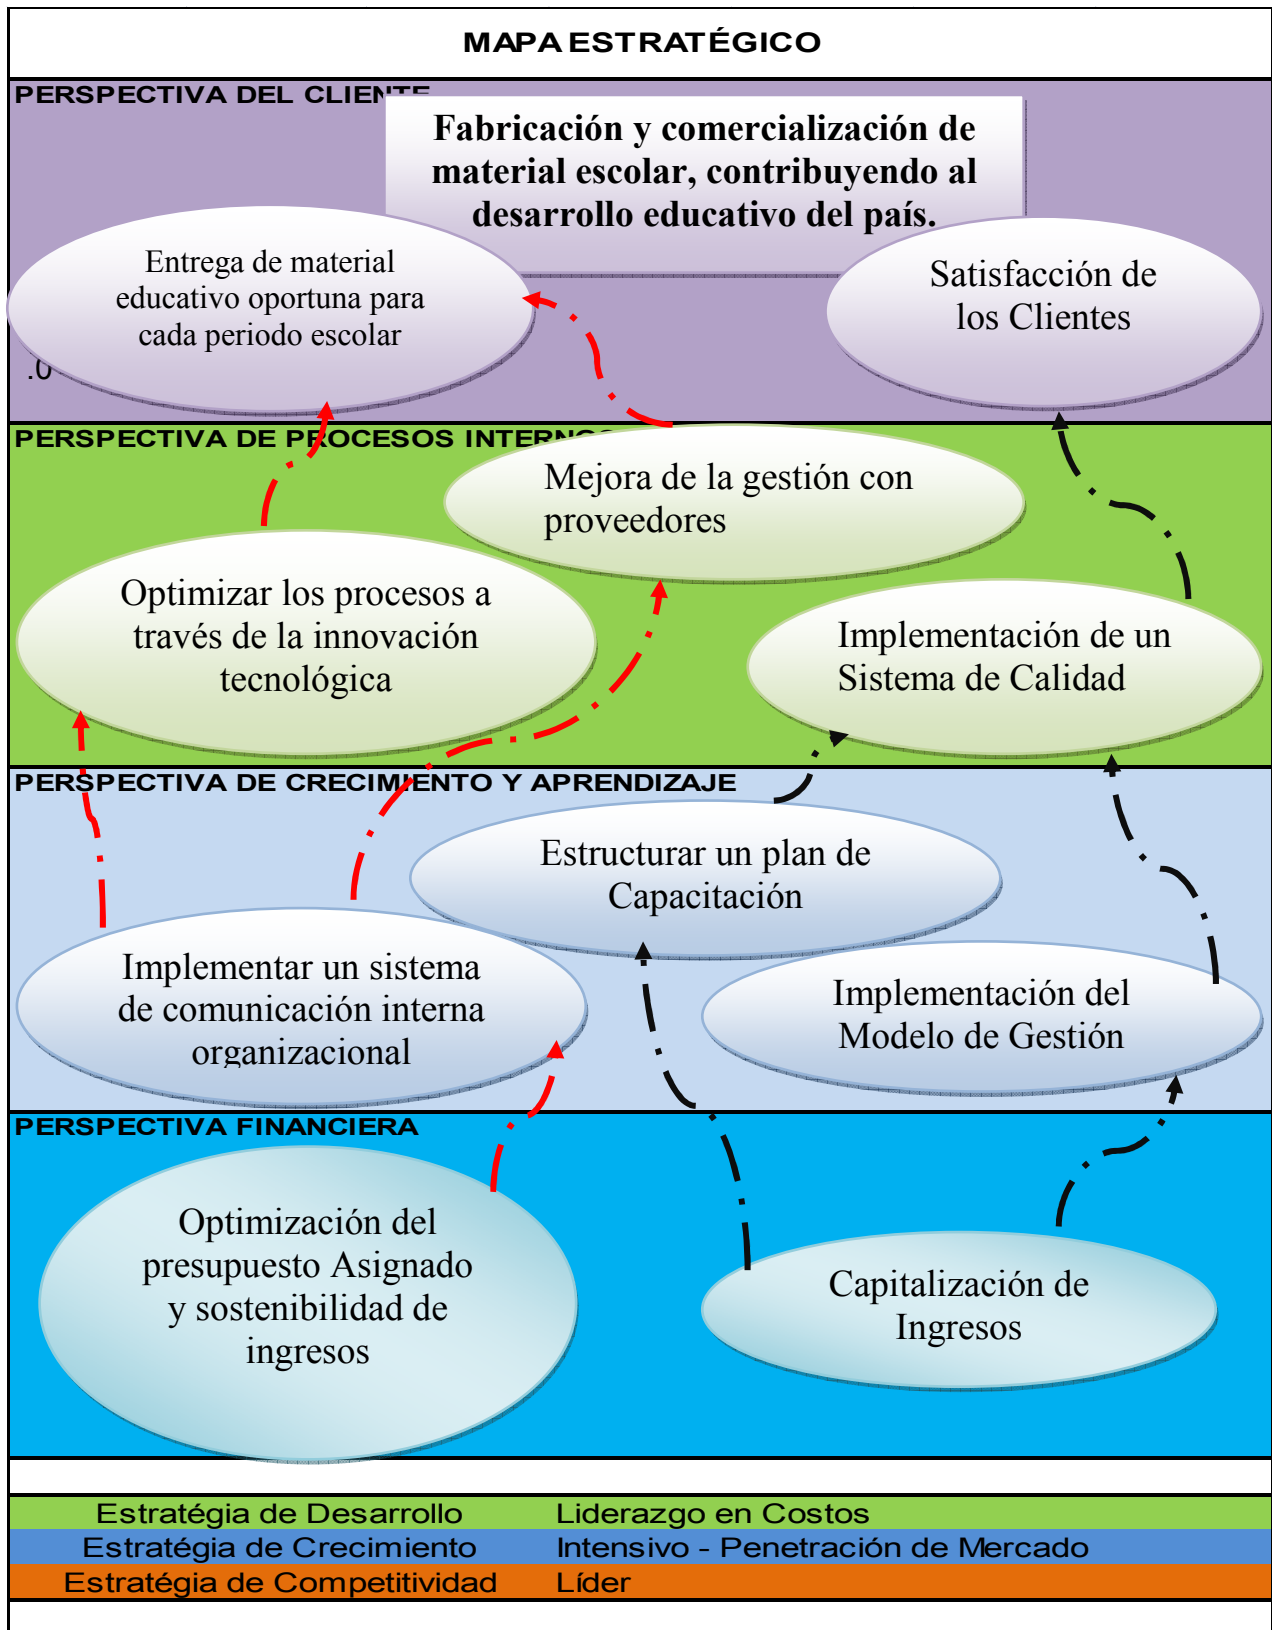 MAPA ESTRATÉGICO
PERSPECTIVA DEL CLIENTE
Fabricación y comercialización de
material escolar, contribuyendo al
desarrollo educativo del país.
Entrega de material
educativo oportuna para
cada periodo escolar
Satisfacción de
los Clientes
.0
PERSPECTIVA DE PROCESOS INTERNOS
Mejora de la gestión con
proveedores
Optimizar los procesos a
través de la innovación
tecnológica
Implementación de un
Sistema de Calidad
PERSPECTIVA DE CRECIMIENTO Y APRENDIZAJE
Estructurar un plan de
Capacitación
Implementar un sistema
de comunicación interna
organizacional
Implementación del
Modelo de Gestión
PERSPECTIVA FINANCIERA
Optimización del
presupuesto Asignado
y sostenibilidad de
ingresos
Capitalización de
Ingresos
Estratégia de Desarrollo Liderazgo en Costos
Estratégia de Crecimiento Intensivo - Penetración de Mercado
Estratégia de Competitividad Líder